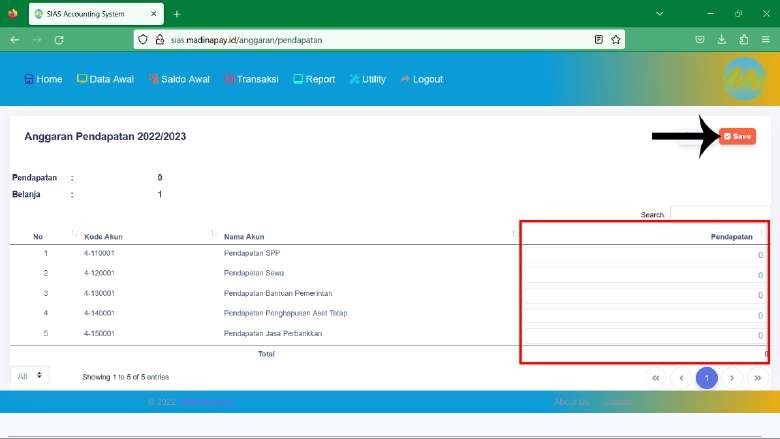 SIAS Accounting System
sias.madinapay.id/anggaran/pendapatan
Home Data Awal Saldo Awal Transaksi Report Utility Logout
Anggaran Pendapatan 2022/2023
Save
Pendapatan : 0
Belanja : 1
Search:
No Kode Akun Nama Akun Pendapatan
1 4-110001 Pendapatan SPP 0
2 4-120001 Pendapatan Sewa 0
3 4-130001 Pendapatan Bantuan Pemerintah 0
4 4-140001 Pendapatan Penghapusan Aset Tetap 0
5 4-150001 Pendapatan Jasa Perbankkan 0
Total 0
All Showing 1 to 5 of 5 entries « ‹ 1 › »
© 2022 About Us